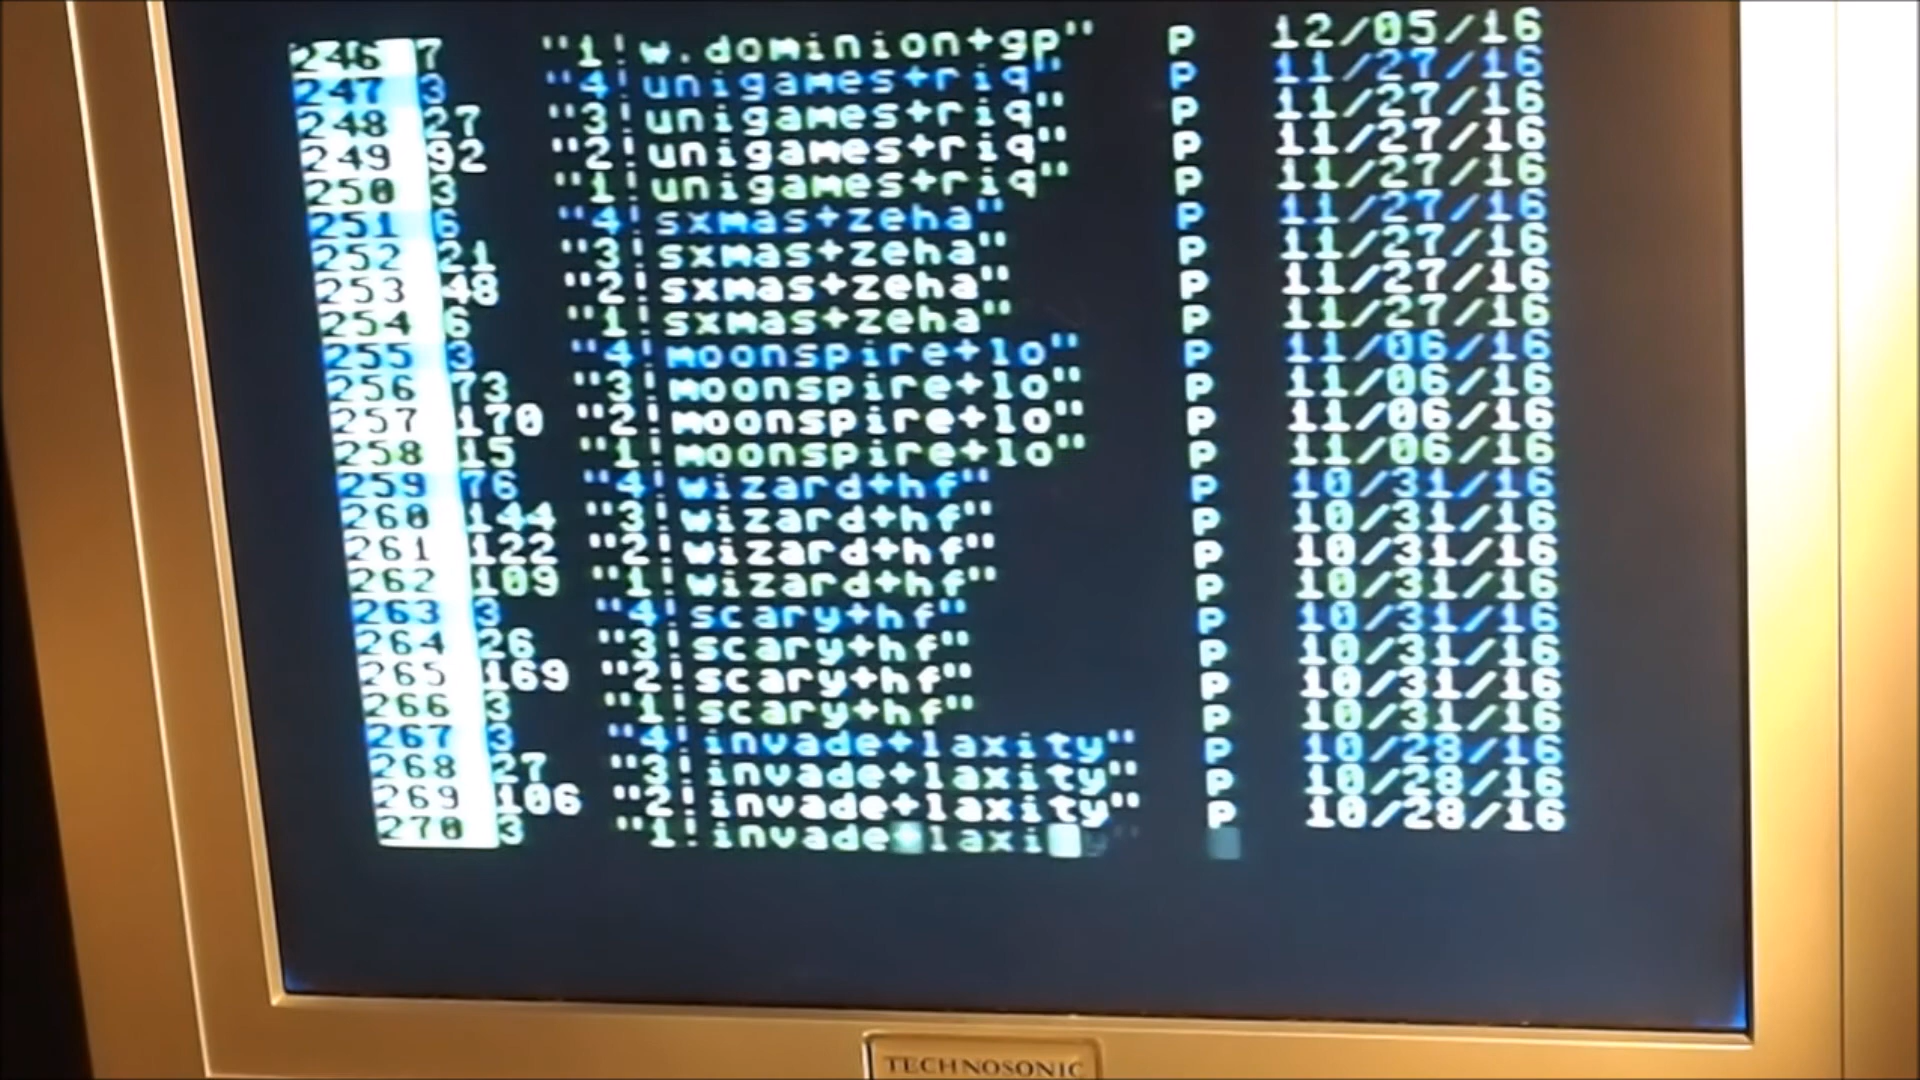 246 7 "1! w.dominion+gp" P 12/05/16
247 3 "4! unigames+riq" P 11/27/16
248 27 "3! unigames+riq" P 11/27/16
249 92 "2! unigames+riq" P 11/27/16
250 3 "1! unigames+riq" P 11/27/16
251 6 "4! sxmas+zeha" P 11/27/16
252 21 "3! sxmas+zeha" P 11/27/16
253 48 "2! sxmas+zeha" P 11/27/16
254 6 "1! sxmas+zeha" P 11/27/16
255 3 "4! moonspire+lo" P 11/06/16
256 73 "3! moonspire+lo" P 11/06/16
257 170 "2! moonspire+lo" P 11/06/16
258 15 "1! moonspire+lo" P 11/06/16
259 76 "4! wizard+hf" P 10/31/16
260 144 "3! wizard+hf" P 10/31/16
261 122 "2! wizard+hf" P 10/31/16
262 109 "1! wizard+hf" P 10/31/16
263 3 "4! scary+hf" P 10/31/16
264 26 "3! scary+hf" P 10/31/16
265 169 "2! scary+hf" P 10/31/16
266 3 "1! scary+hf" P 10/31/16
267 3 "4! invade+laxity" P 10/28/16
268 27 "3! invade+laxity" P 10/28/16
269 106 "2! invade+laxity" P 10/28/16
270 3 "1! invade+laxi
TECHNOSONIC